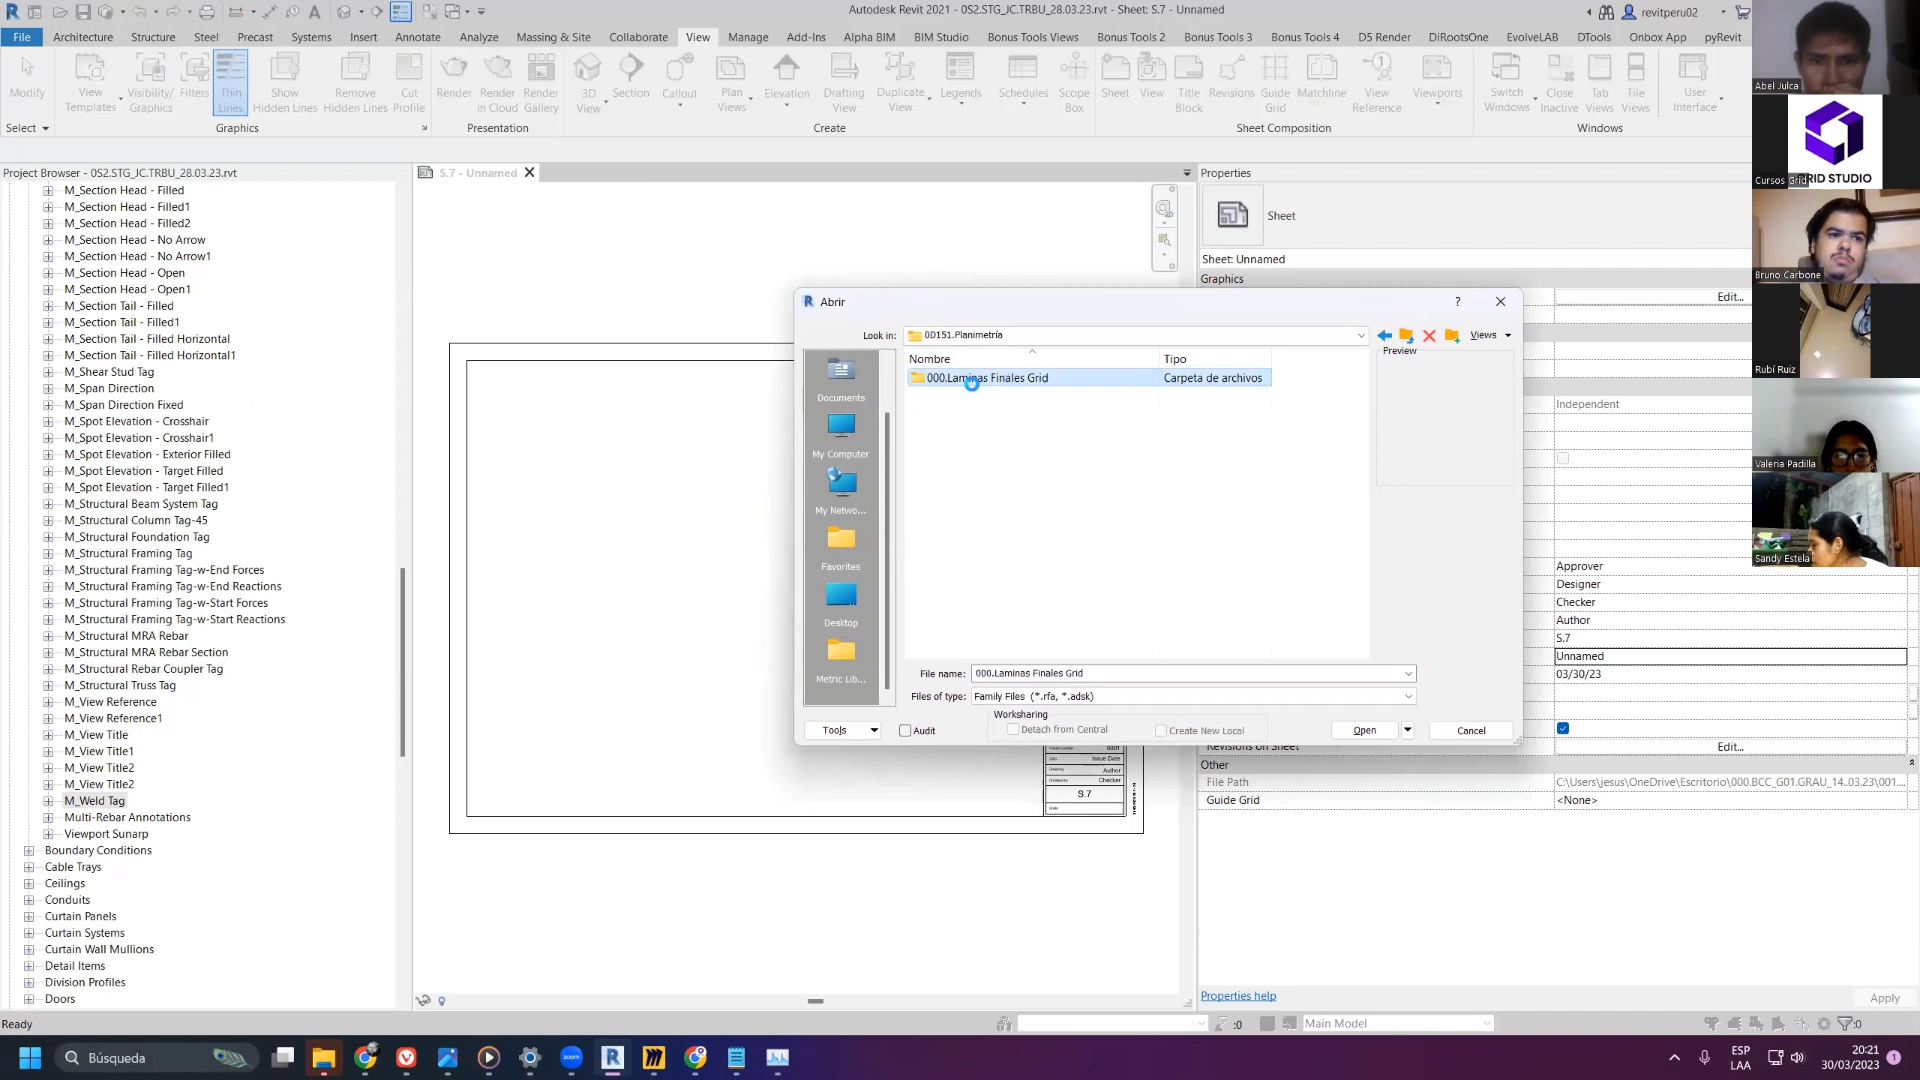 Autodesk Revit 2021 - 0S2.STG_JC.TRBU_28.03.23.rvt - Sheet: S.7 - Unnamed
revitperu02
File Architecture Structure Steel Precast Systems Insert Annotate Analyze Massing & Site Collaborate View Manage Add-Ins Alpha BIM BIM Studio Bonus Tools Views Bonus Tools 2 Bonus Tools 3 Bonus Tools 4 D5 Render DiRootsOne EvolveLAB DTools Onbox App pyRevit
Modify
View Templates
Visibility/ Graphics
Filters
Thin Lines
Show Hidden Lines
Remove Hidden Lines
Cut Profile
Render
Render in Cloud
Render Gallery
3D View
Section
Callout
Plan Views
Elevation
Drafting View
Duplicate View
Legends
Schedules
Scope Box
Sheet
View
Title Block
Revisions
Guide Grid
Matchline
View Reference
Viewports
Switch Windows
Close Inactive
Tab Views
Tile Views
User Interface
Select Graphics Presentation Create Sheet Composition Windows
Project Browser - 0S2.STG_JC.TRBU_28.03.23.rvt
M_Section Head - Filled
M_Section Head - Filled1
M_Section Head - Filled2
M_Section Head - No Arrow
M_Section Head - No Arrow1
M_Section Head - Open
M_Section Head - Open1
M_Section Tail - Filled
M_Section Tail - Filled1
M_Section Tail - Filled Horizontal
M_Section Tail - Filled Horizontal1
M_Shear Stud Tag
M_Span Direction
M_Span Direction Fixed
M_Spot Elevation - Crosshair
M_Spot Elevation - Crosshair1
M_Spot Elevation - Exterior Filled
M_Spot Elevation - Target Filled
M_Spot Elevation - Target Filled1
M_Structural Beam System Tag
M_Structural Column Tag-45
M_Structural Foundation Tag
M_Structural Framing Tag
M_Structural Framing Tag-w-End Forces
M_Structural Framing Tag-w-End Reactions
M_Structural Framing Tag-w-Start Forces
M_Structural Framing Tag-w-Start Reactions
M_Structural MRA Rebar
M_Structural MRA Rebar Section
M_Structural Rebar Coupler Tag
M_Structural Truss Tag
M_View Reference
M_View Reference1
M_View Title
M_View Title1
M_View Title2
M_View Title2
M_Weld Tag
Multi-Rebar Annotations
Viewport Sunarp
Boundary Conditions
Cable Trays
Ceilings
Conduits
Curtain Panels
Curtain Systems
Curtain Wall Mullions
Detail Items
Division Profiles
Doors
S.7 - Unnamed
Abrir
Look in: 0D151.Planimetría
Views
Nombre Tipo
000.Laminas Finales Grid Carpeta de archivos
Preview
Documents
My Computer
My Netwo...
Favorites
Desktop
Metric Lib...
File name: 000.Laminas Finales Grid
Files of type: Family Files (*.rfa, *.adsk)
Worksharing
Tools Audit Detach from Central Create New Local Open Cancel
0001
Issue Date
Author
Checker
S.7
Properties
Sheet
Sheet: Unnamed
Graphics
Edit...
Independent
Approver
Designer
Checker
Author
S.7
Unnamed
03/30/23
Revisions on Sheet Edit...
Other
File Path C:\Users\jesus\OneDrive\Escritorio\000.BCC_G01.GRAU_14..03.23\001....
Guide Grid <None>
Properties help Apply
Abel Julca
GRID STUDIO
Cursos Grid
Bruno Carbone
Rubí Ruiz
Valeria Padilla
Sandy Estela
Ready
:0
Main Model
:0
Búsqueda
zoom
ESP
LAA
20:21
30/03/2023
1